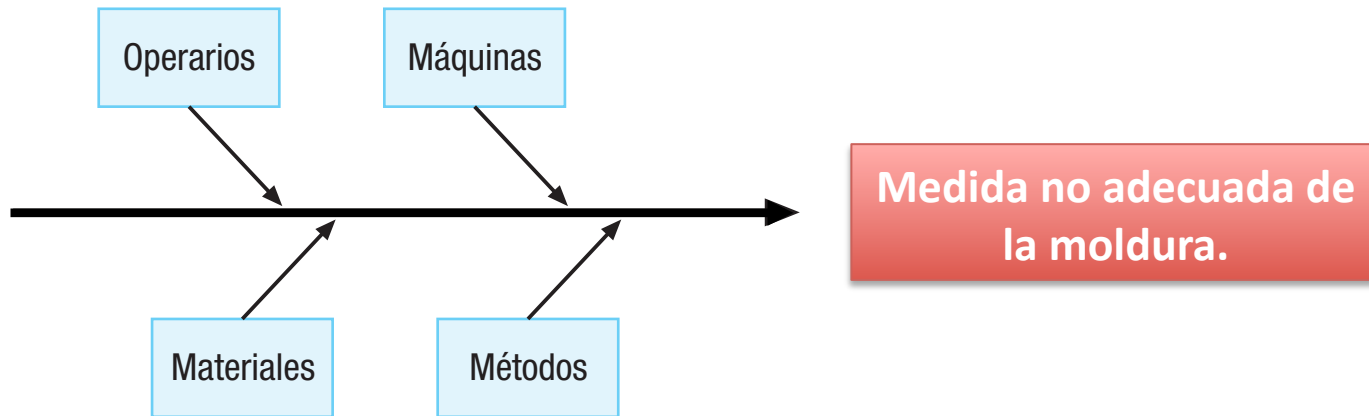 Operarios
Máquinas
Medida no adecuada de
la moldura.
Materiales
Métodos